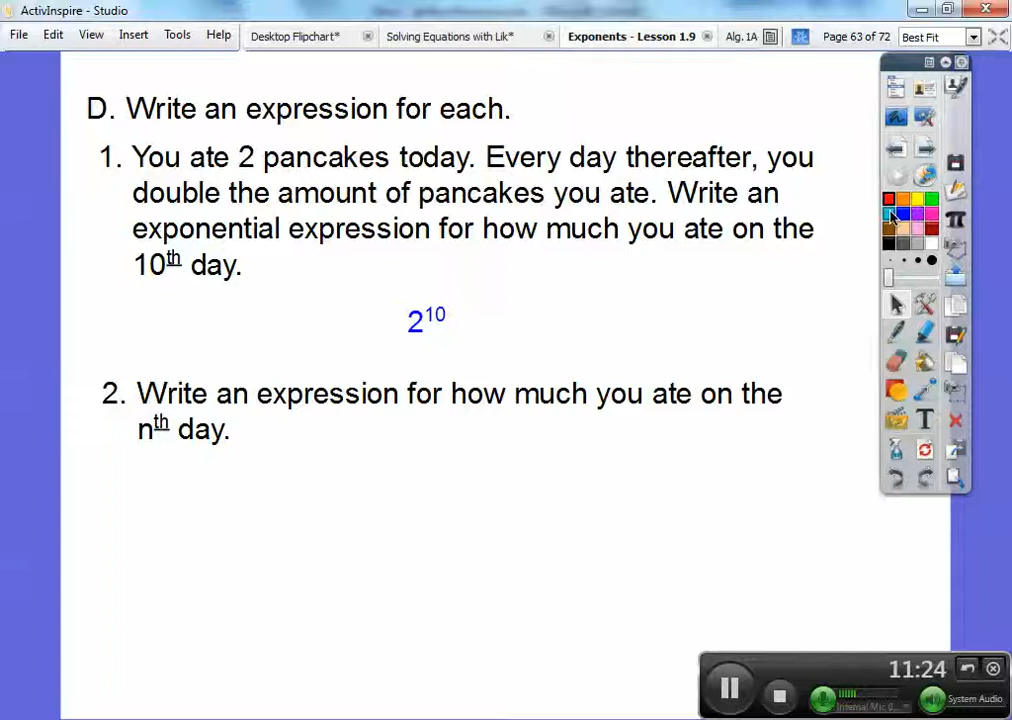 ActivInspire - Studio
File Edit View Insert Tools Help Desktop Flipchart* Solving Equations with Lik* Exponents - Lesson 1.9 Alg. 1A Page 63 of 72 Best Fit
D. Write an expression for each.
1. You ate 2 pancakes today. Every day thereafter, you
double the amount of pancakes you ate. Write an
exponential expression for how much you ate on the
10th day.
2^10
2. Write an expression for how much you ate on the
nth day.
11:24
System Audio